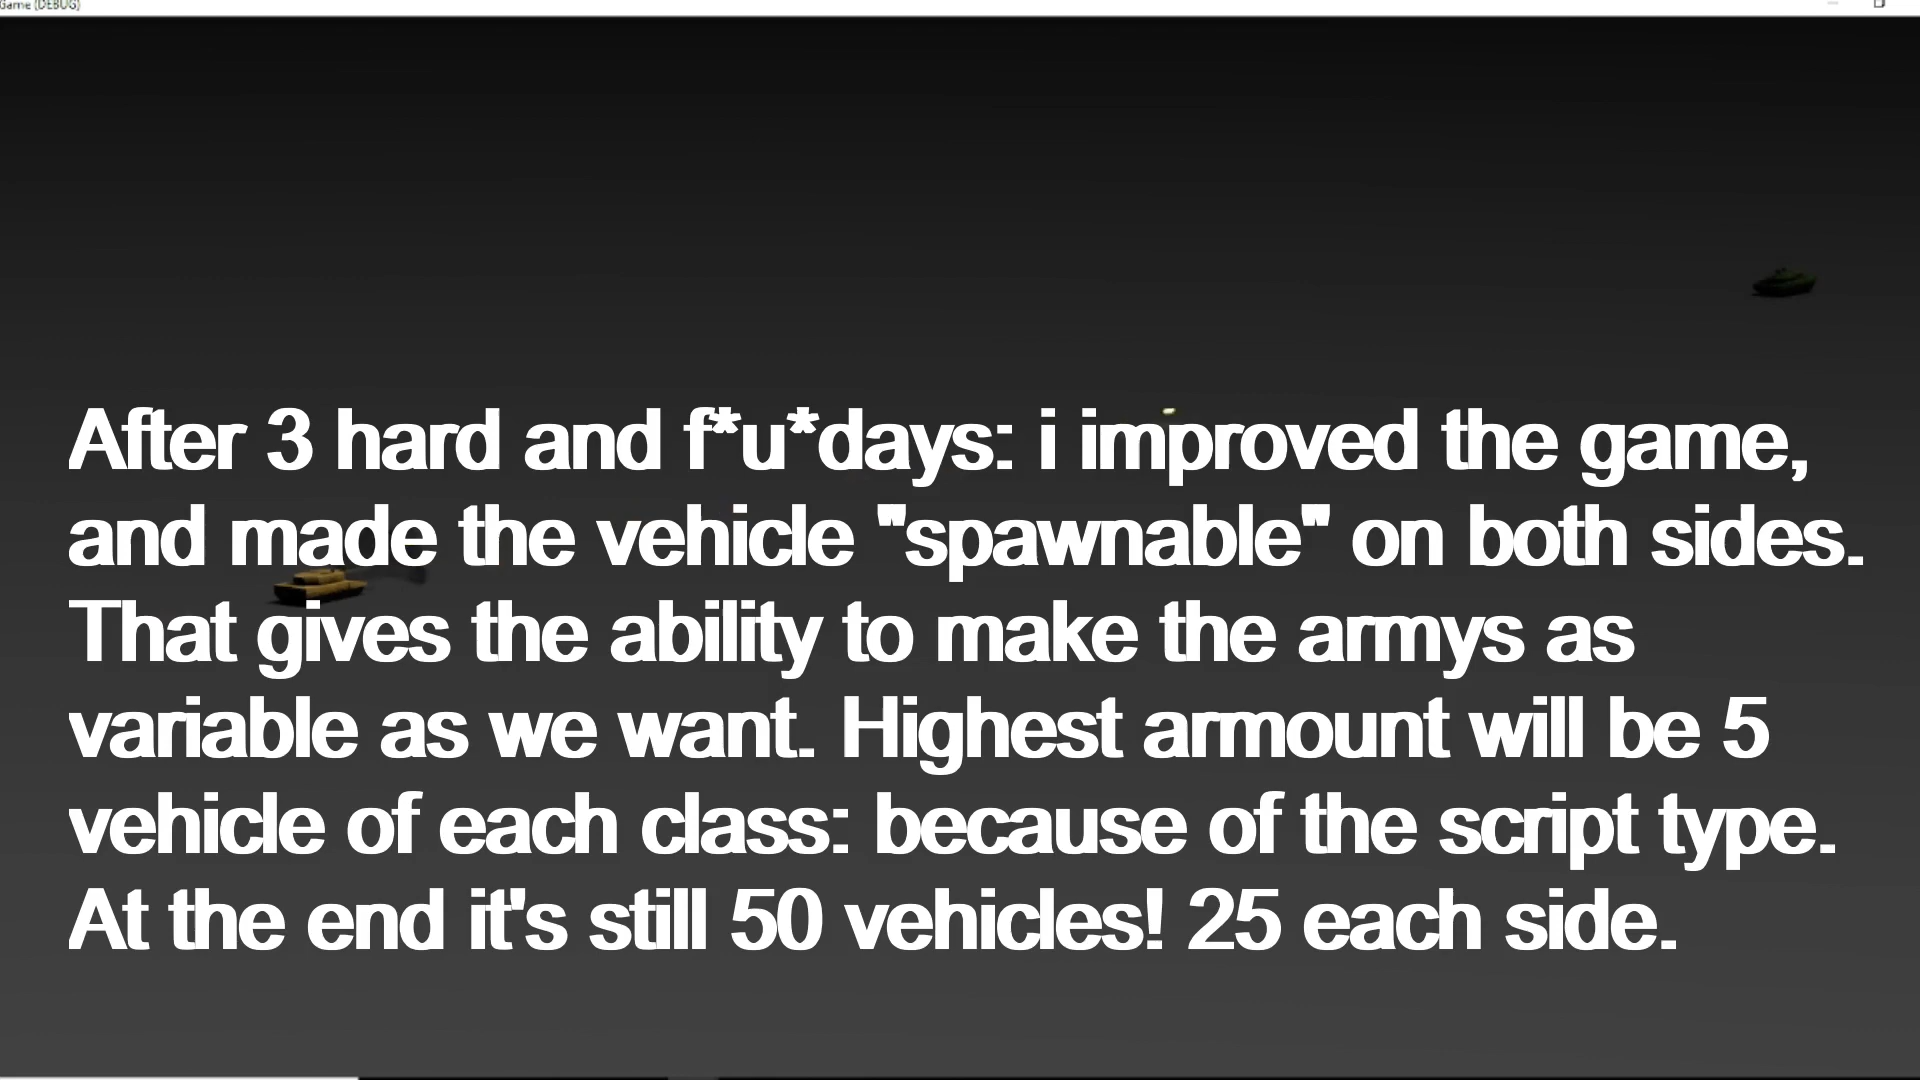 Game (DEBUG)
After 3 hard and f*u*days: i improved the game,
and made the vehicle "spawnable" on both sides.
That gives the ability to make the armys as
variable as we want. Highest armount will be 5
vehicle of each class: because of the script type.
At the end it's still 50 vehicles! 25 each side.